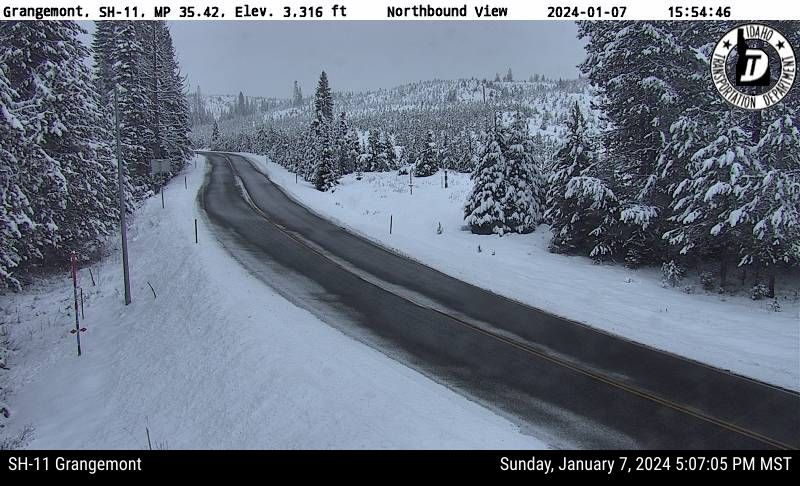 Grangemont, SH-11, MP 35.42, Elev. 3,316 ft Northbound View 2024-01-07 15:54:46
IDAHO
TRANSPORTATION DEPARTMENT
SH-11 Grangemont Sunday, January 7, 2024 5:07:05 PM MST